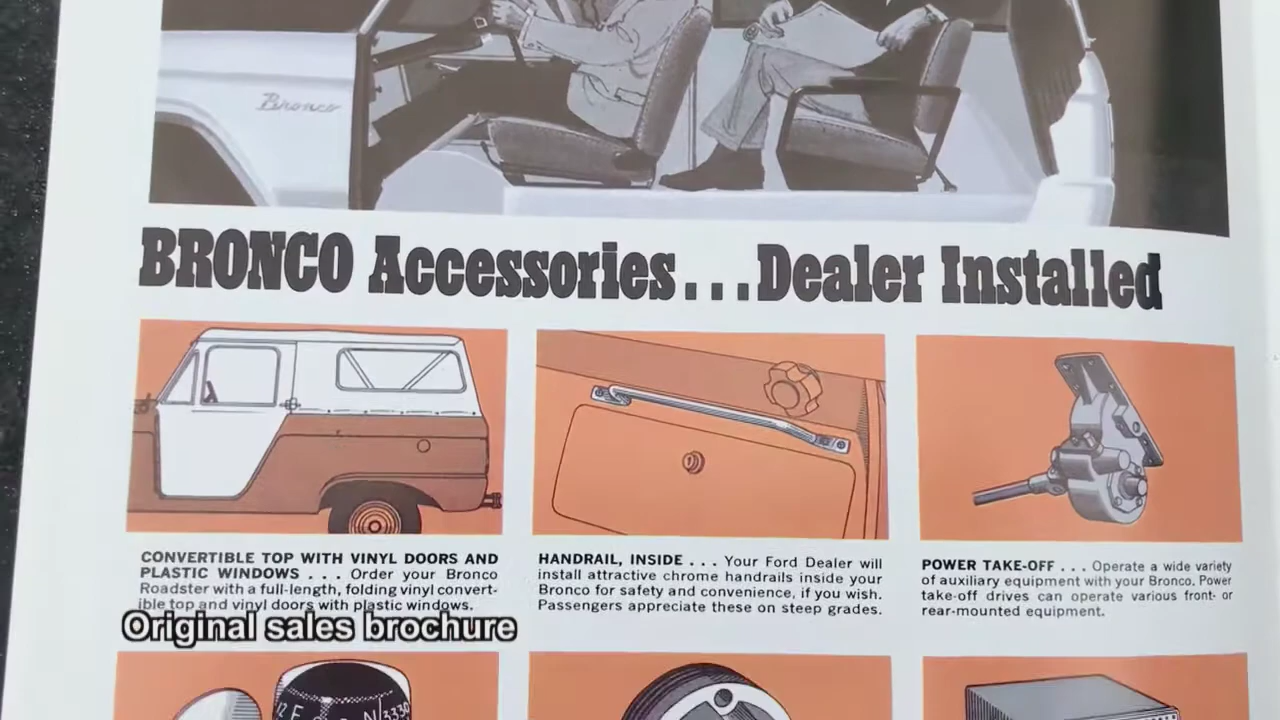 Bronco
BRONCO Accessories...Dealer Installed
CONVERTIBLE TOP WITH VINYL DOORS AND
PLASTIC WINDOWS . . . Order your Bronco
Roadster with a full-length, folding vinyl convert-
ible top and vinyl doors with plastic windows.
HANDRAIL, INSIDE . . . Your Ford Dealer will
install attractive chrome handrails inside your
Bronco for safety and convenience, if you wish.
Passengers appreciate these on steep grades.
POWER TAKE-OFF . . . Operate a wide variety
of auxiliary equipment with your Bronco. Power
take-off drives can operate various front- or
rear-mounted equipment.
Original sales brochure